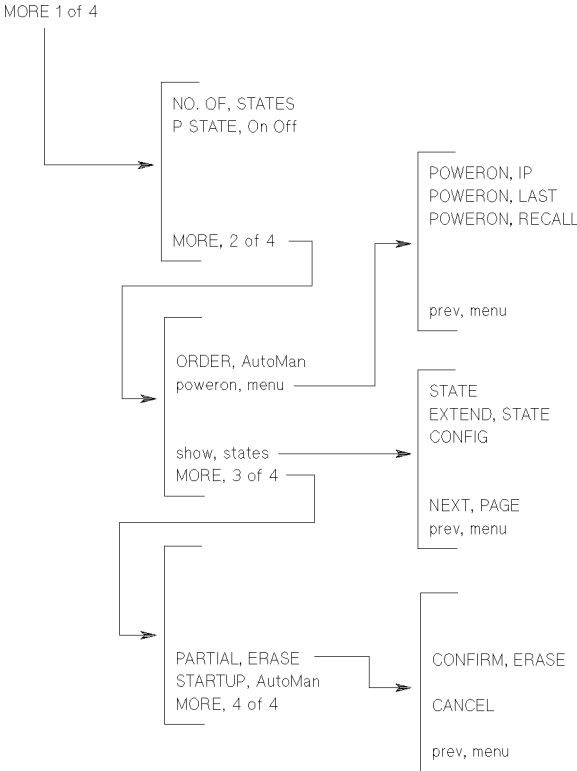 MORE 1 of 4
NO. OF, STATES
P STATE, On Off
MORE, 2 of 4
POWERON, IP
POWERON, LAST
POWERON, RECALL
prev, menu
ORDER, AutoMan
poweron, menu
show, states
MORE, 3 of 4
STATE
EXTEND, STATE
CONFIG
NEXT, PAGE
prev, menu
PARTIAL, ERASE
STARTUP, AutoMan
MORE, 4 of 4
CONFIRM, ERASE
CANCEL
prev, menu